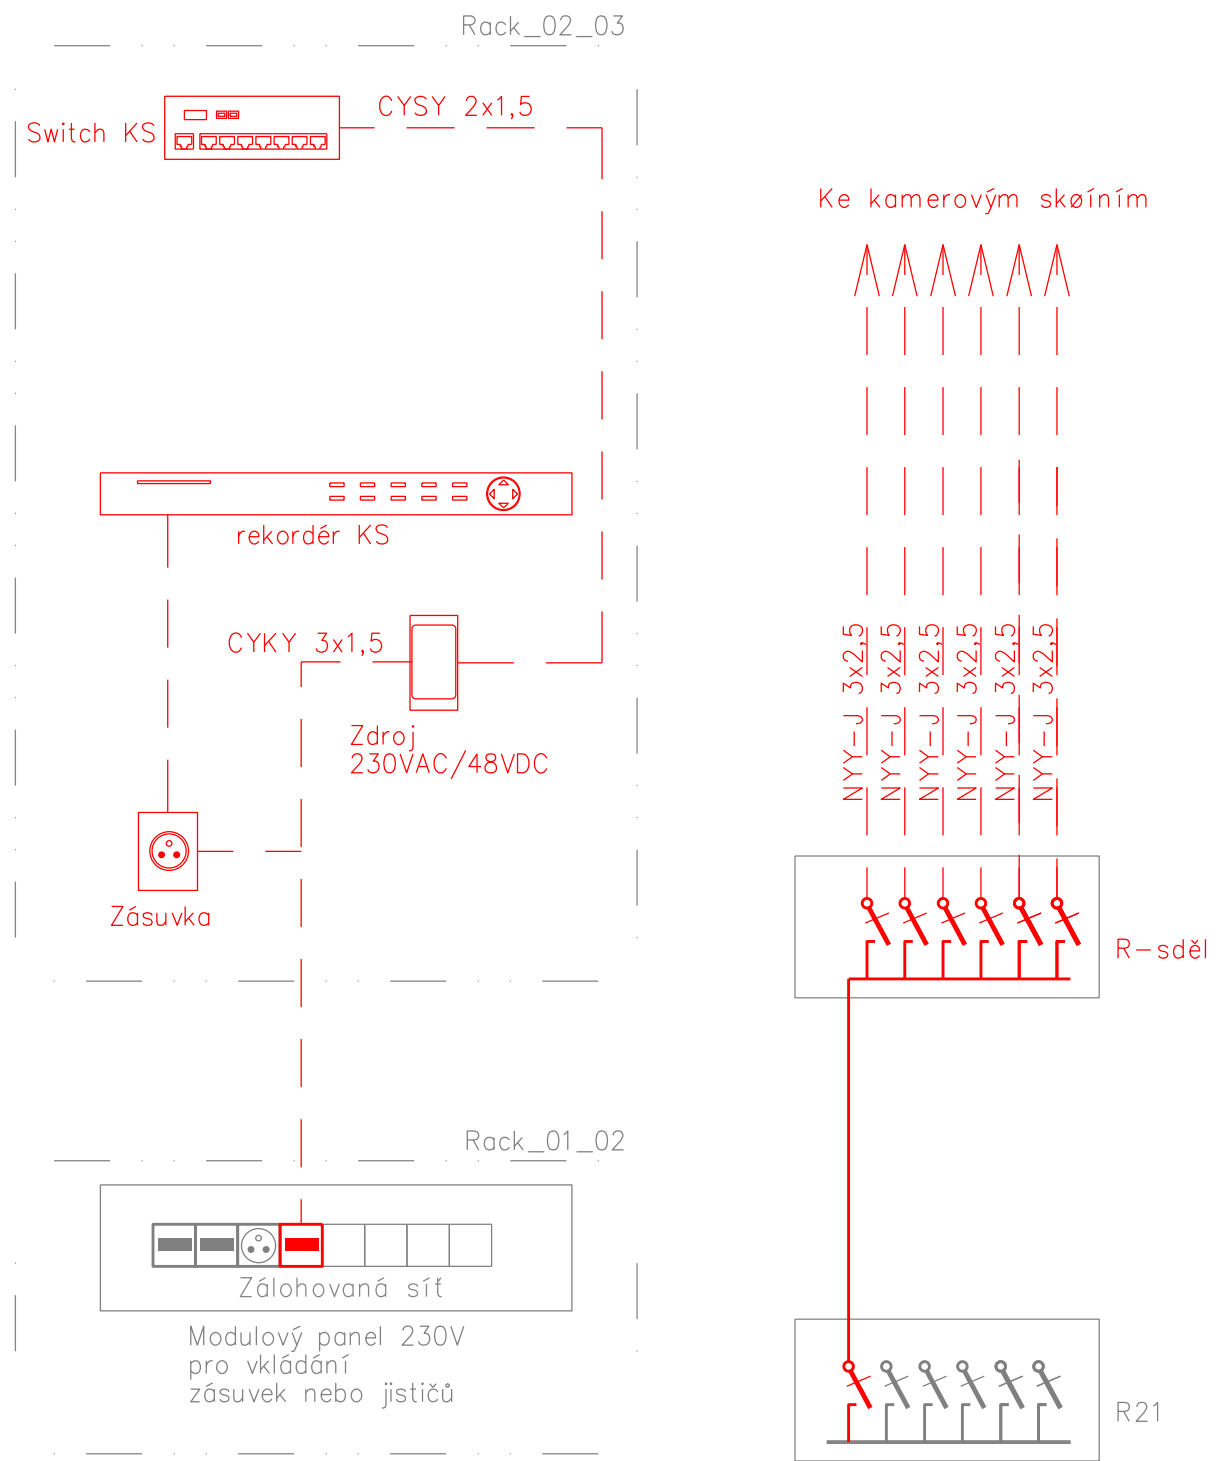 Rack_02_03
CYSY 2x1,5
Switch KS
Ke kamerovým skøíním
rekordér KS
CYKY 3x1,5
Zdroj
230VAC/48VDC
NYY-J 3x2,5
NYY-J 3x2,5
NYY-J 3x2,5
NYY-J 3x2,5
NYY-J 3x2,5
NYY-J 3x2,5
Zásuvka
R-sděl
Rack_01_02
Zálohovaná síť
Modulový panel 230V
pro vkládání
zásuvek nebo jističů
R21